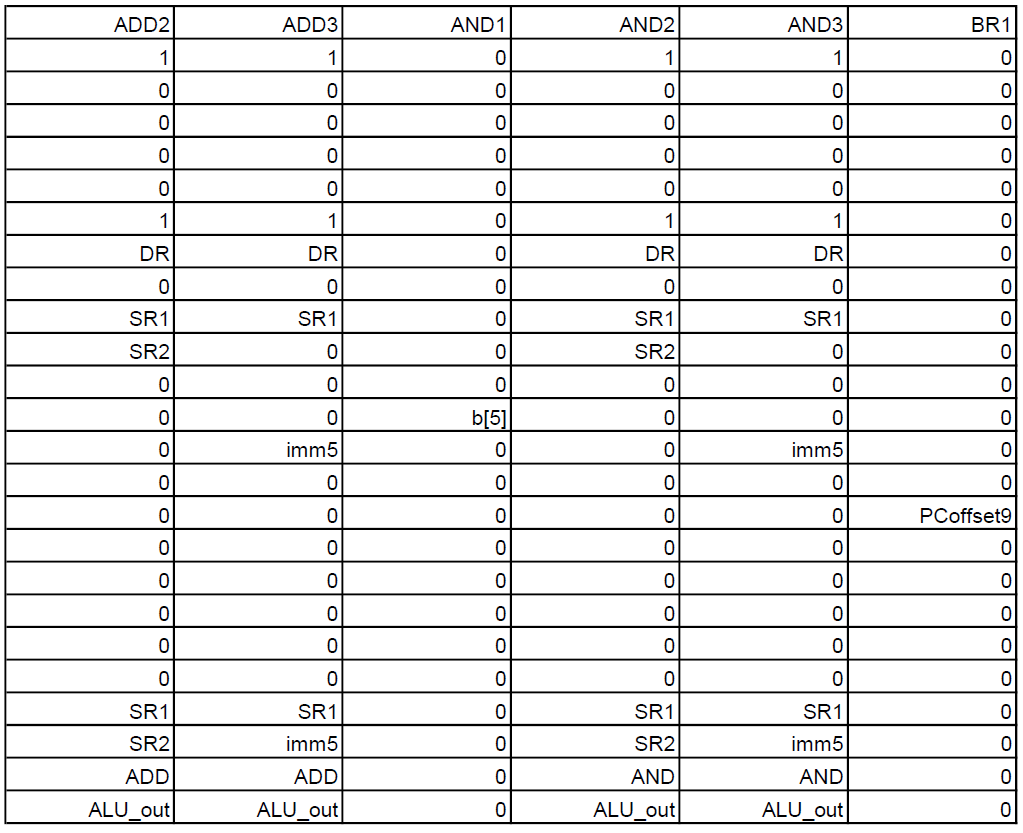 ADD2 ADD3 AND1 AND2 AND3 BR1
1 1 0 1 1 0
0 0 0 0 0 0
0 0 0 0 0 0
0 0 0 0 0 0
0 0 0 0 0 0
1 1 0 1 1 0
DR DR 0 DR DR 0
0 0 0 0 0 0
SR1 SR1 0 SR1 SR1 0
SR2 0 0 SR2 0 0
0 0 0 0 0 0
0 0 b[5] 0 0 0
0 imm5 0 0 imm5 0
0 0 0 0 0 0
0 0 0 0 0 PCoffset9
0 0 0 0 0 0
0 0 0 0 0 0
0 0 0 0 0 0
0 0 0 0 0 0
0 0 0 0 0 0
SR1 SR1 0 SR1 SR1 0
SR2 imm5 0 SR2 imm5 0
ADD ADD 0 AND AND 0
ALU_out ALU_out 0 ALU_out ALU_out 0